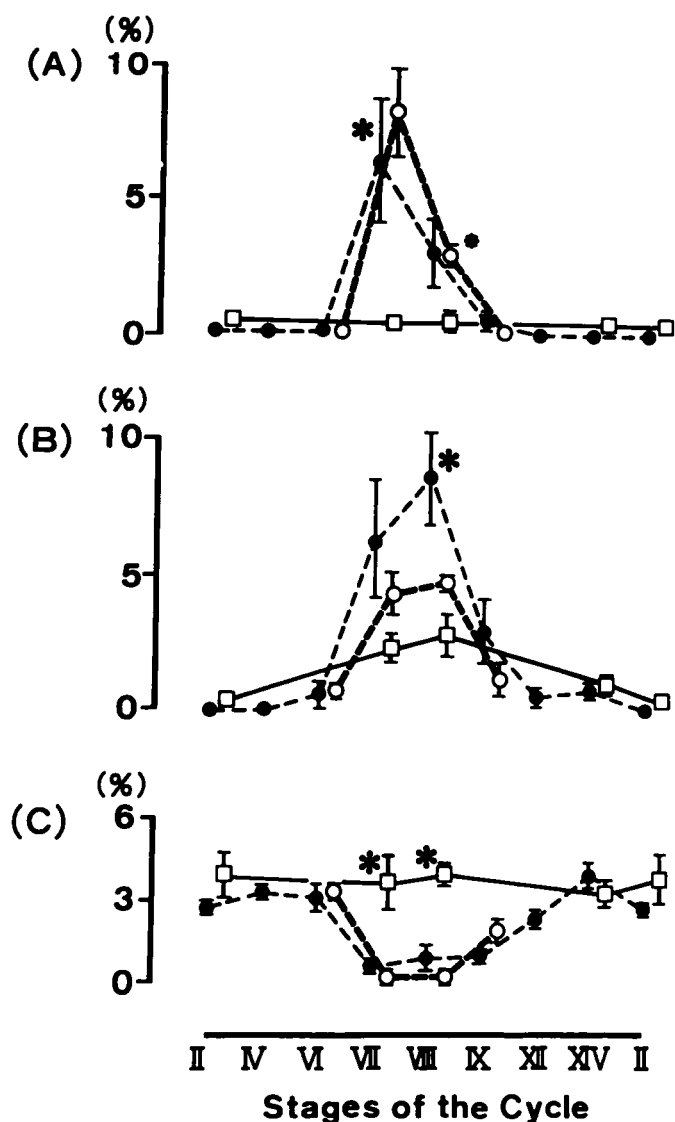 (%)
(A) 10
5
0
(%)
(B) 10
5
0
(%)
(C) 6
3
0
II IV VI VII VIII IX XII XIV II
Stages of the Cycle